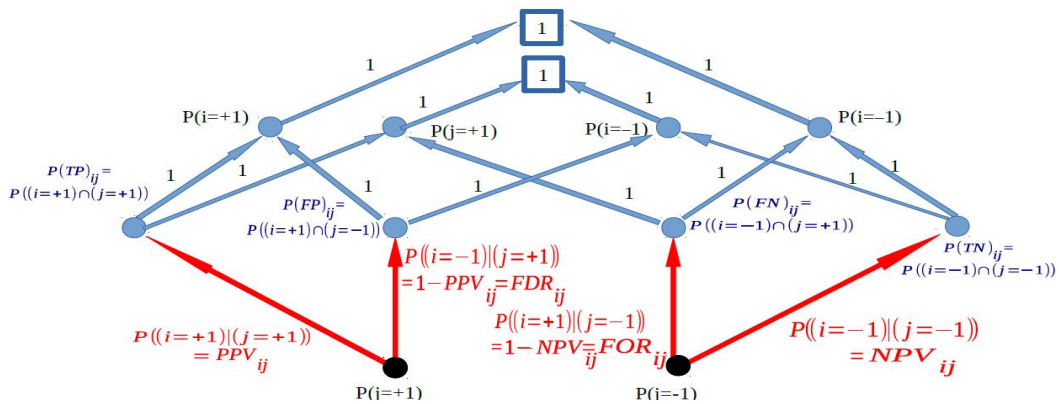 1
1
1
1
1
1
P(i=+1)
P(j=+1)
P(i=–1)
P(i=–1)
P(TP)ij=
P((i=+1)∩(j=+1))
1
1
1
1
1
1
1
1
P(FP)ij=
P((i=+1)∩(j=−1))
P(FN)ij=
P((i=−1)∩(j=+1))
P(TN)ij=
P((i=−1)∩(j=−1))
P((i=−1)|(j=+1))
=1−PPVij=FDRij
P((i=+1)|(j=+1))
=PPVij
P((i=+1)|(j=−1))
=1−NPVij=FORij
P((i=−1)|(j=−1))
=NPVij
P(j=+1)
P(j=-1)